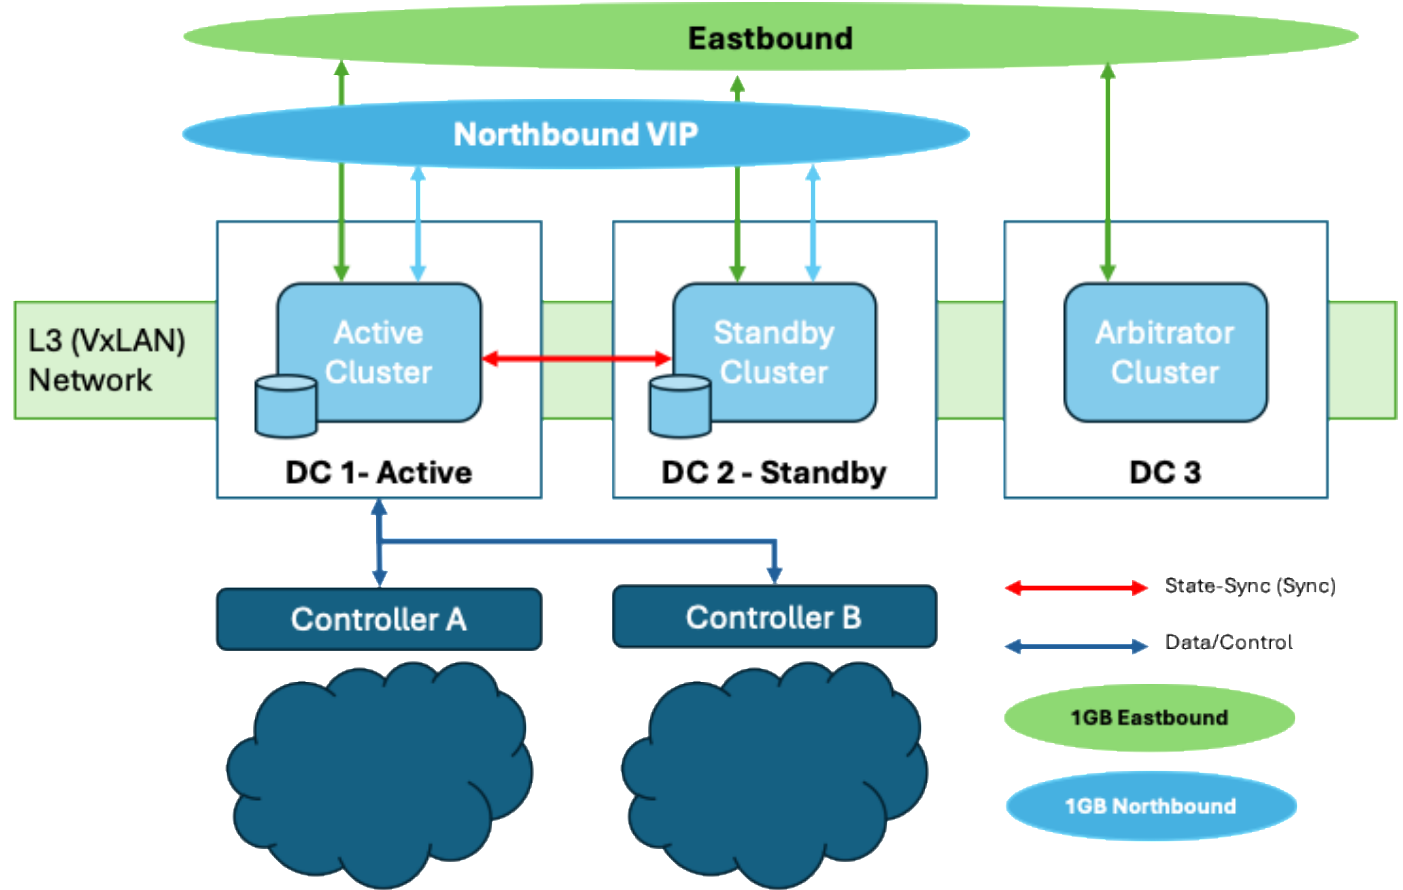 Eastbound
Northbound VIP
L3 (VxLAN)
Network
Active
Cluster
Standby
Cluster
Arbitrator
Cluster
DC 1- Active
DC 2 - Standby
DC 3
Controller A
Controller B
State-Sync (Sync)
Data/Control
1GB Eastbound
1GB Northbound